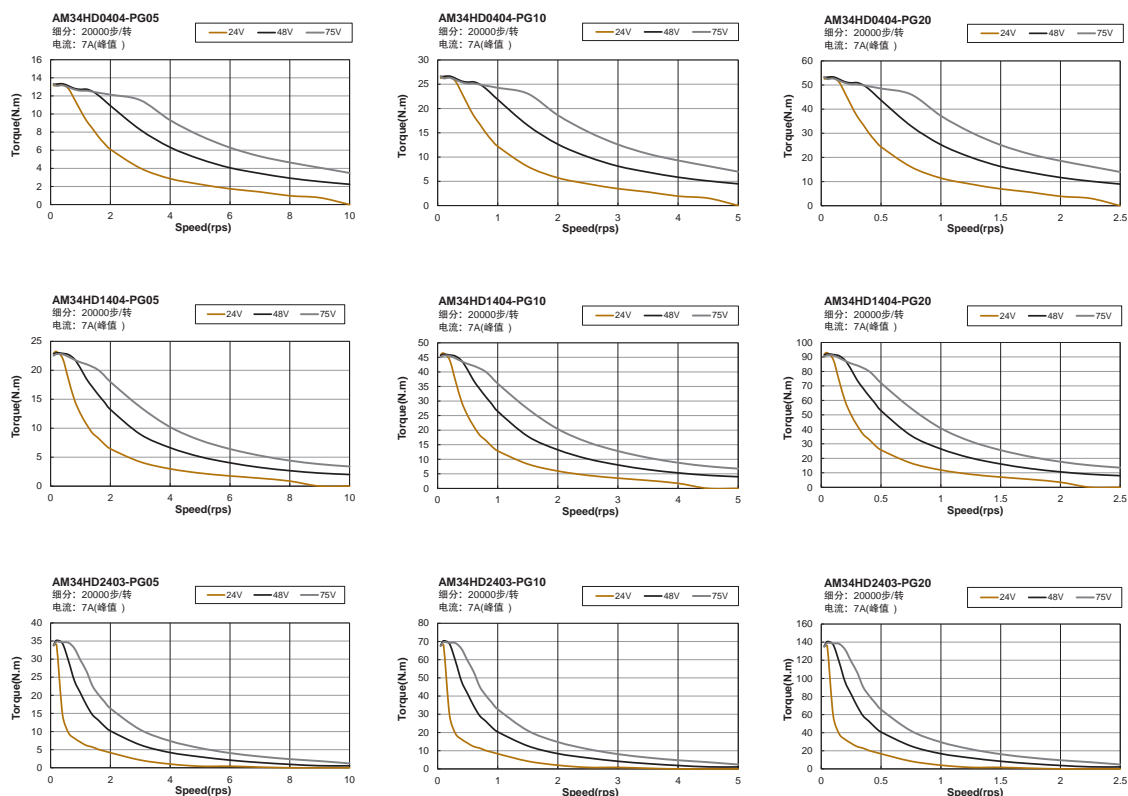 AM34HD0404-PG05
细分：20000步/转
电流：7A(峰值 )
24V 48V 75V
16
14
12
10
8
6
4
2
0
Torque(N.m)
0 2 4 6 8 10
Speed(rps)
AM34HD0404-PG10
细分：20000步/转
电流：7A(峰值 )
24V 48V 75V
30
25
20
15
10
5
0
Torque(N.m)
0 1 2 3 4 5
Speed(rps)
AM34HD0404-PG20
细分：20000步/转
电流：7A(峰值 )
24V 48V 75V
60
50
40
30
20
10
0
Torque(N.m)
0 0.5 1 1.5 2 2.5
Speed(rps)
AM34HD1404-PG05
细分：20000步/转
电流：7A(峰值 )
24V 48V 75V
25
20
15
10
5
0
Torque(N.m)
0 2 4 6 8 10
Speed(rps)
AM34HD1404-PG10
细分：20000步/转
电流：7A(峰值 )
24V 48V 75V
50
45
40
35
30
25
20
15
10
5
0
Torque(N.m)
0 1 2 3 4 5
Speed(rps)
AM34HD1404-PG20
细分：20000步/转
电流：7A(峰值 )
24V 48V 75V
100
90
80
70
60
50
40
30
20
10
0
Torque(N.m)
0 0.5 1 1.5 2 2.5
Speed(rps)
AM34HD2403-PG05
细分：20000步/转
电流：7A(峰值 )
24V 48V 75V
40
35
30
25
20
15
10
5
0
Torque(N.m)
0 2 4 6 8 10
Speed(rps)
AM34HD2403-PG10
细分：20000步/转
电流：7A(峰值 )
24V 48V 75V
80
70
60
50
40
30
20
10
0
Torque(N.m)
0 1 2 3 4 5
Speed(rps)
AM34HD2403-PG20
细分：20000步/转
电流：7A(峰值 )
24V 48V 75V
160
140
120
100
80
60
40
20
0
Torque(N.m)
0 0.5 1 1.5 2 2.5
Speed(rps)